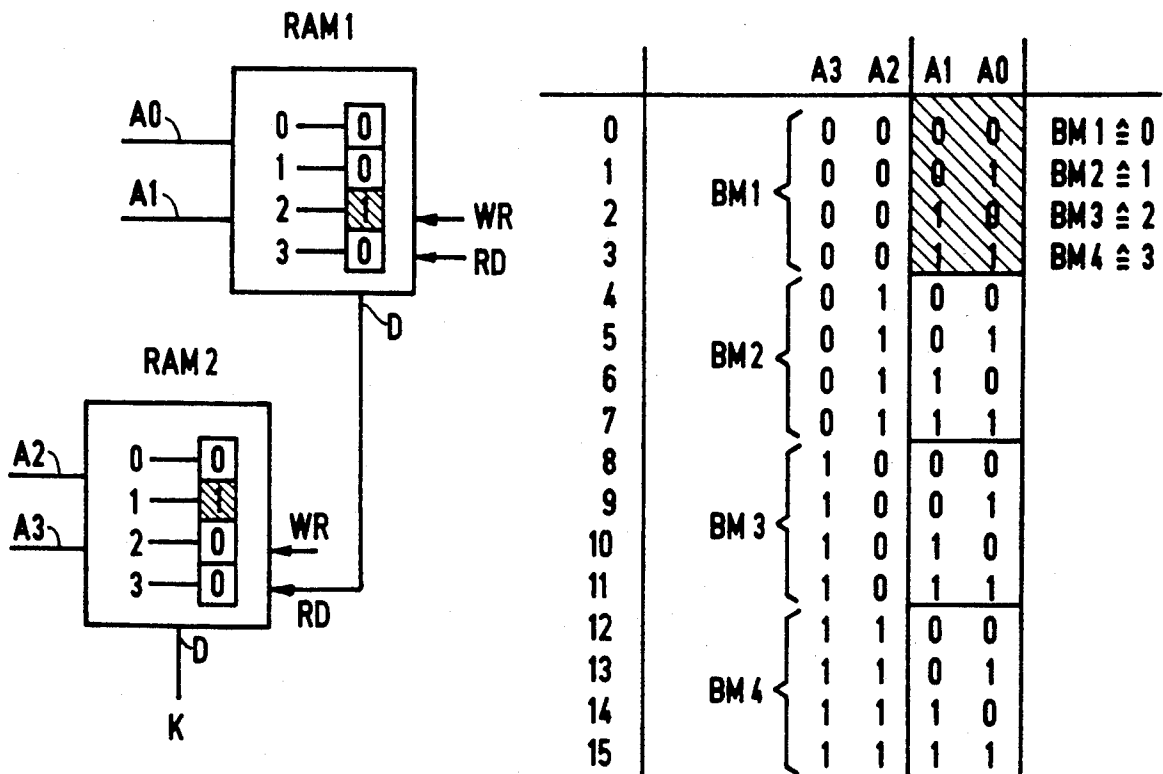 RAM 1
A0
A1
0 0
1 0
2 1
3 0
WR
RD
D
RAM 2
A2
A3
0 0
1 1
2 0
3 0
WR
RD
D
K
A3 A2 A1 A0
0 0 0 0 0 BM 1 ≙ 0
1 0 0 0 1 BM 2 ≙ 1
BM1
2 0 0 1 0 BM 3 ≙ 2
3 0 0 1 1 BM 4 ≙ 3
4 0 1 0 0
5 0 1 0 1
BM2
6 0 1 1 0
7 0 1 1 1
8 1 0 0 0
9 1 0 0 1
BM 3
10 1 0 1 0
11 1 0 1 1
12 1 1 0 0
13 1 1 0 1
BM 4
14 1 1 1 0
15 1 1 1 1